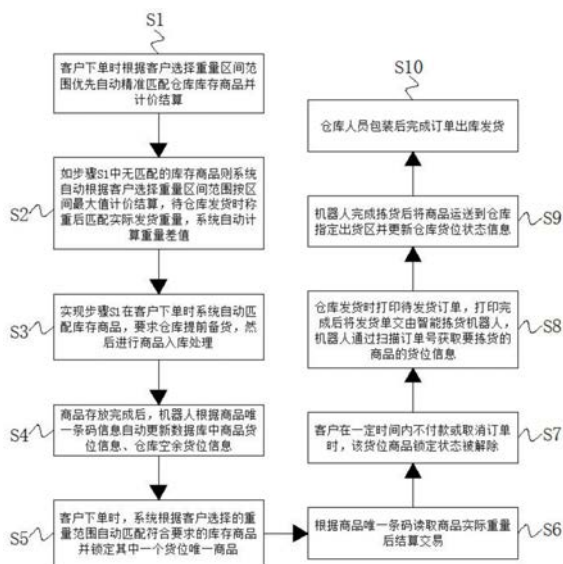 S1
客户下单时根据客户选择重量区间范
围优先自动精准匹配仓库库存商品并
计价结算
S2
如步骤S1中无匹配的库存商品则系统
自动根据客户选择重量区间范围按区
间最大值计价结算，待仓库发货时称
重后匹配实际发货重量，系统自动计
算重量差值
S3
实现步骤S1在客户下单时系统自动匹
配库存商品，要求仓库提前备货，然
后进行商品入库处理
S4
商品存放完成后，机器人根据商品唯
一条码信息自动更新数据库中商品货
位信息、仓库空余货位信息
S5
客户下单时，系统根据客户选择的重
量范围自动匹配符合要求的库存商品
并锁定其中一个货位唯一商品
S6
根据商品唯一条码读取商品实际重量
后结算交易
S7
客户在一定时间内不付款或取消订单
时，该货位商品锁定状态被解除
S8
仓库发货时打印待发货订单，打印完
成后将发货单交由智能拣货机器人，
机器人通过扫描订单号获取要拣货的
商品的货位信息
S9
机器人完成拣货后将商品运送到仓库
指定出货区并更新仓库货位状态信息
S10
仓库人员包装后完成订单出库发货